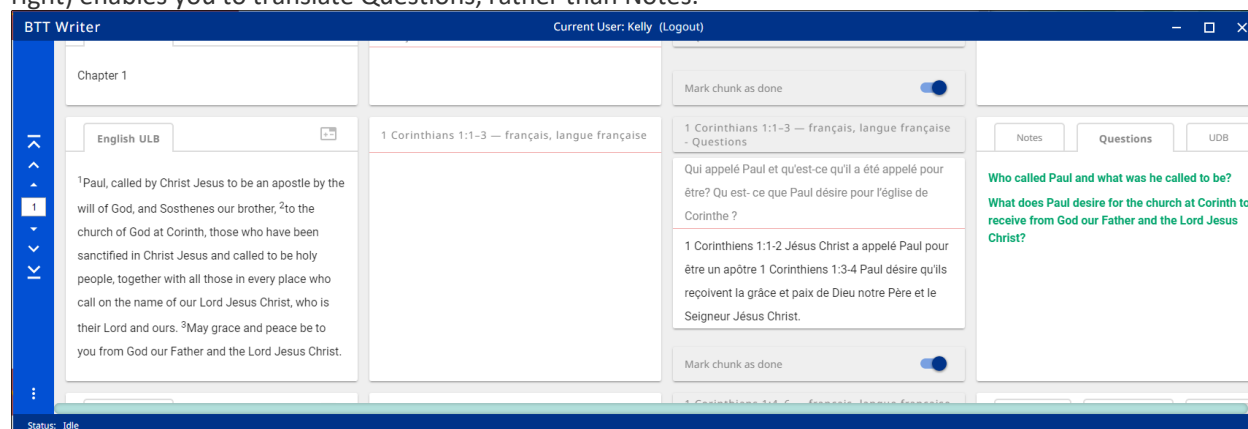 right) enables you to translate Questions, rather than Notes.
BTT Writer
Current User: Kelly (Logout)
Chapter 1
Mark chunk as done
English ULB
1Paul, called by Christ Jesus to be an apostle by the
will of God, and Sosthenes our brother, 2to the
church of God at Corinth, those who have been
sanctified in Christ Jesus and called to be holy
people, together with all those in every place who
call on the name of our Lord Jesus Christ, who is
their Lord and ours. 3May grace and peace be to
you from God our Father and the Lord Jesus Christ.
1 Corinthians 1:1–3 — français, langue française
1 Corinthians 1:1–3 — français, langue française
- Questions
Qui appelé Paul et qu'est-ce qu'il a été appelé pour
être? Qu est- ce que Paul désire pour l'église de
Corinthe ?
1 Corinthiens 1:1-2 Jésus Christ a appelé Paul pour
être un apôtre 1 Corinthiens 1:3-4 Paul désire qu'ils
reçoivent la grâce et paix de Dieu notre Père et le
Seigneur Jésus Christ.
Mark chunk as done
1 Corinthians 1:4–6 — français, langue française
Notes
Questions
UDB
Who called Paul and what was he called to be?
What does Paul desire for the church at Corinth to
receive from God our Father and the Lord Jesus
Christ?
1
Status: Idle